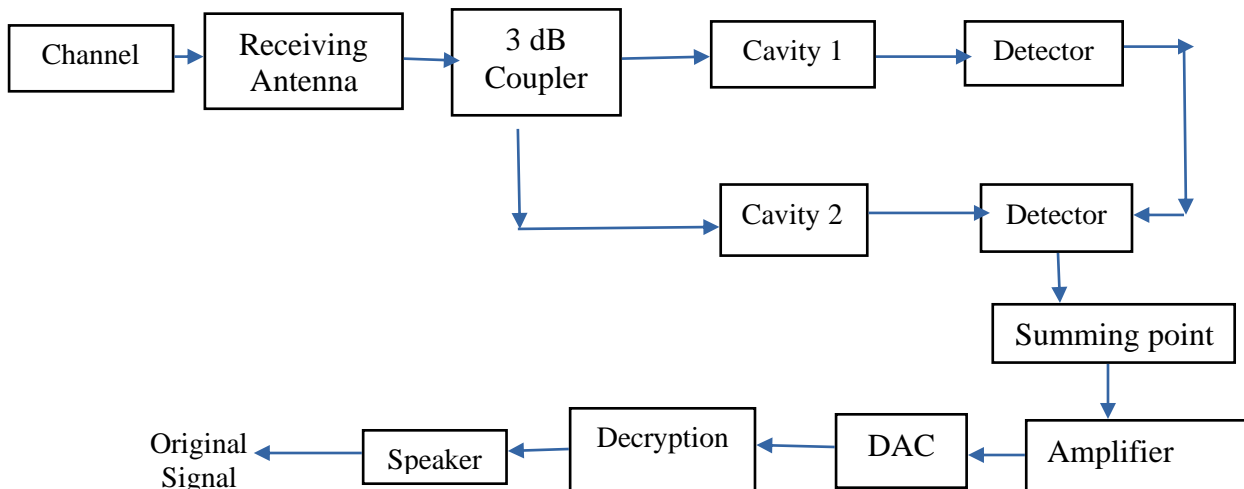 Channel
Receiving
Antenna
3 dB
Coupler
Cavity 1
Detector
Cavity 2
Detector
Summing point
Amplifier
DAC
Decryption
Speaker
Original
Signal